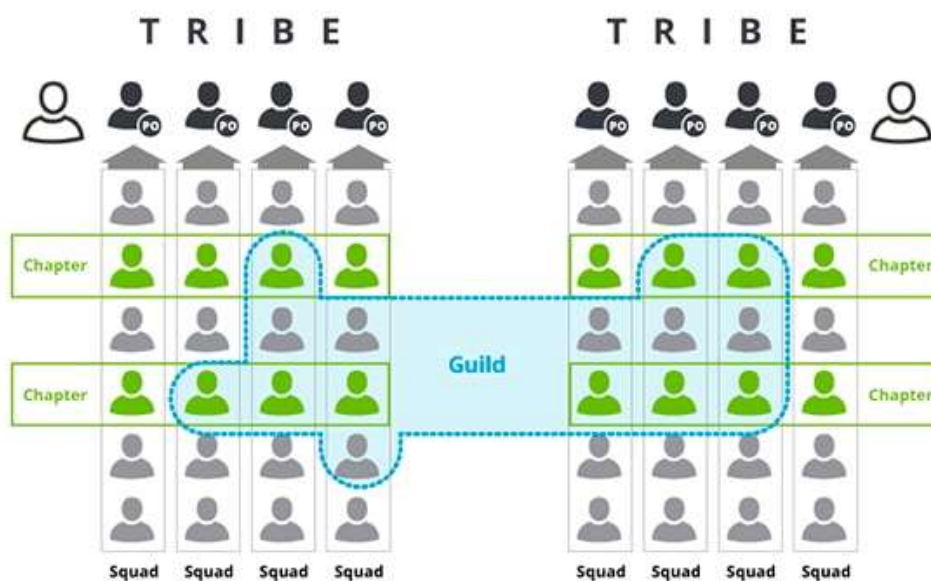 TRIBE TRIBE
PO PO PO PO PO PO PO PO
Chapter Chapter
Guild
Chapter Chapter
Squad Squad Squad Squad Squad Squad Squad Squad